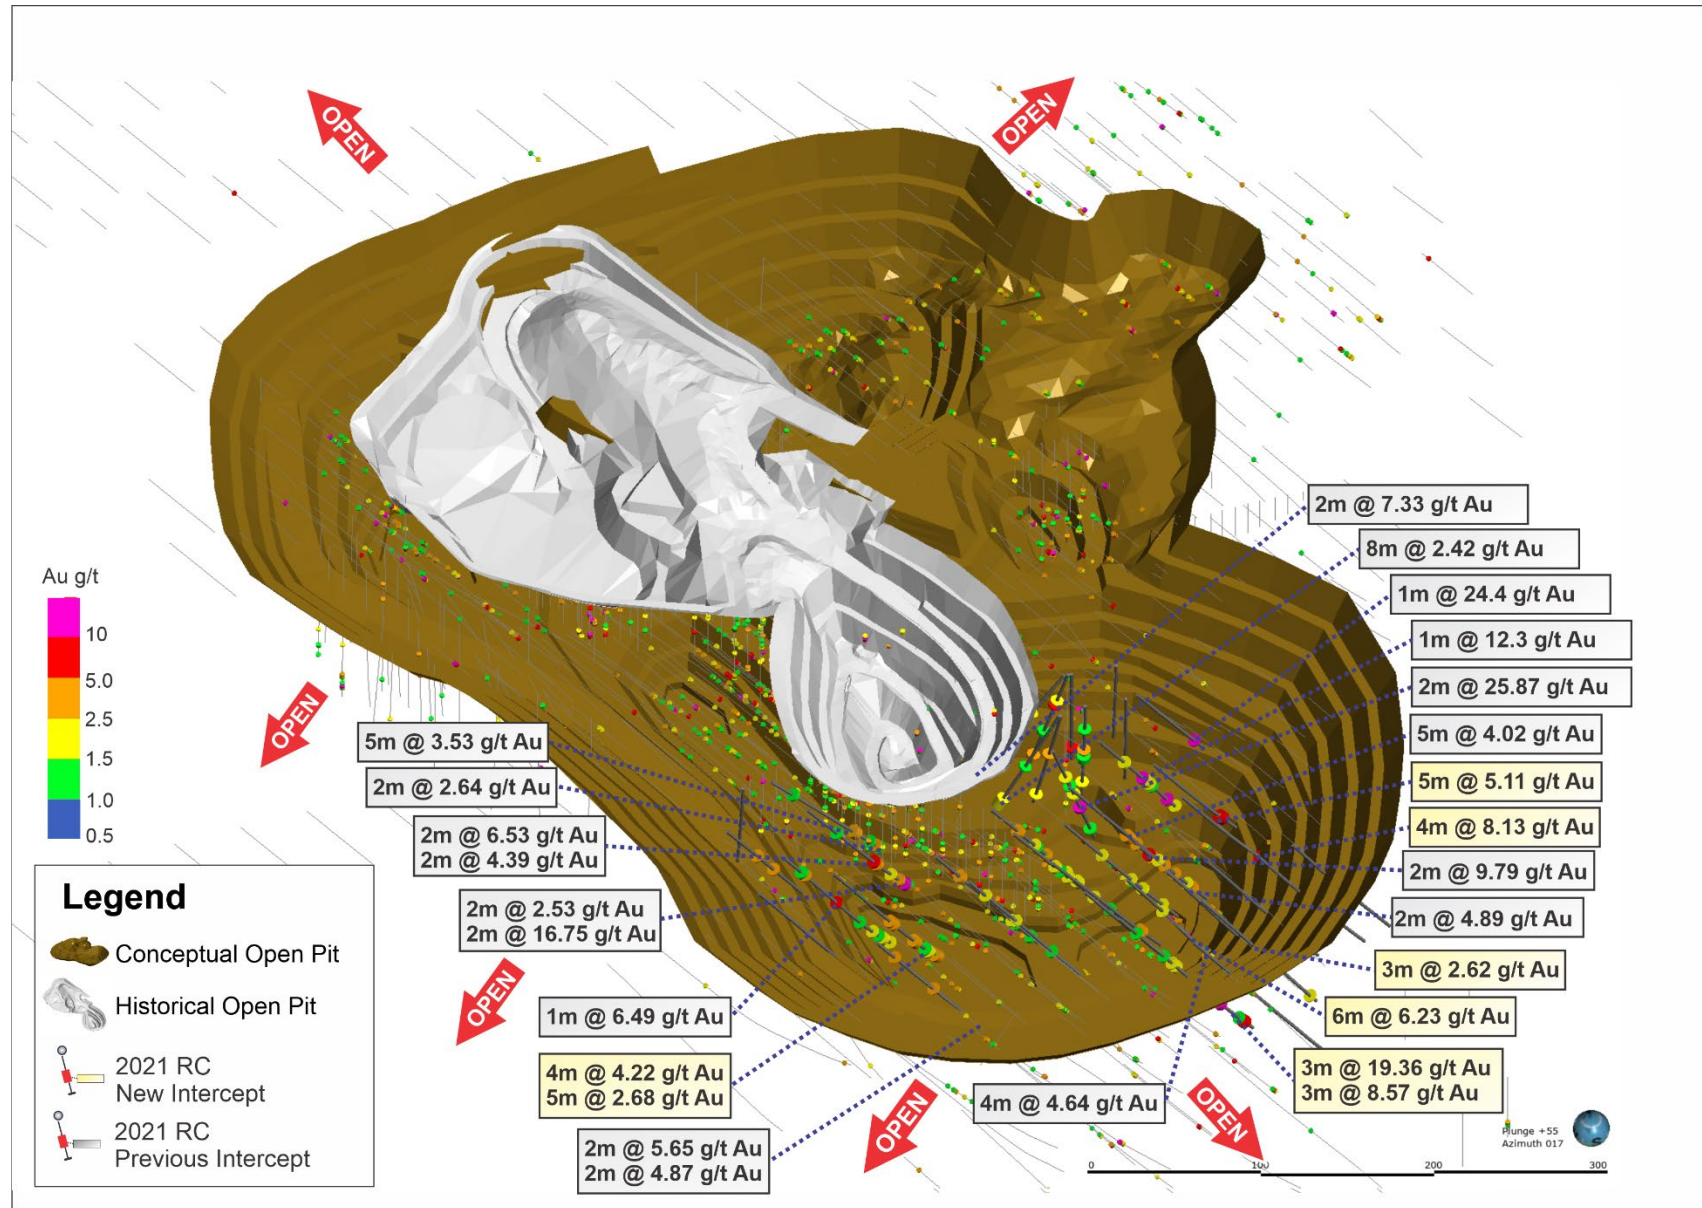 OPEN
OPEN
2m @ 7.33 g/t Au
8m @ 2.42 g/t Au
1m @ 24.4 g/t Au
1m @ 12.3 g/t Au
2m @ 25.87 g/t Au
5m @ 4.02 g/t Au
5m @ 5.11 g/t Au
4m @ 8.13 g/t Au
2m @ 9.79 g/t Au
2m @ 4.89 g/t Au
3m @ 2.62 g/t Au
6m @ 6.23 g/t Au
3m @ 19.36 g/t Au
3m @ 8.57 g/t Au
Au g/t
10
5.0
2.5
1.5
1.0
0.5
OPEN
5m @ 3.53 g/t Au
2m @ 2.64 g/t Au
2m @ 6.53 g/t Au
2m @ 4.39 g/t Au
2m @ 2.53 g/t Au
2m @ 16.75 g/t Au
OPEN
1m @ 6.49 g/t Au
4m @ 4.22 g/t Au
5m @ 2.68 g/t Au
2m @ 5.65 g/t Au
2m @ 4.87 g/t Au
OPEN
4m @ 4.64 g/t Au
OPEN
Legend
Conceptual Open Pit
Historical Open Pit
2021 RC
New Intercept
2021 RC
Previous Intercept
Plunge +55
Azimuth 017
0 100 200 300